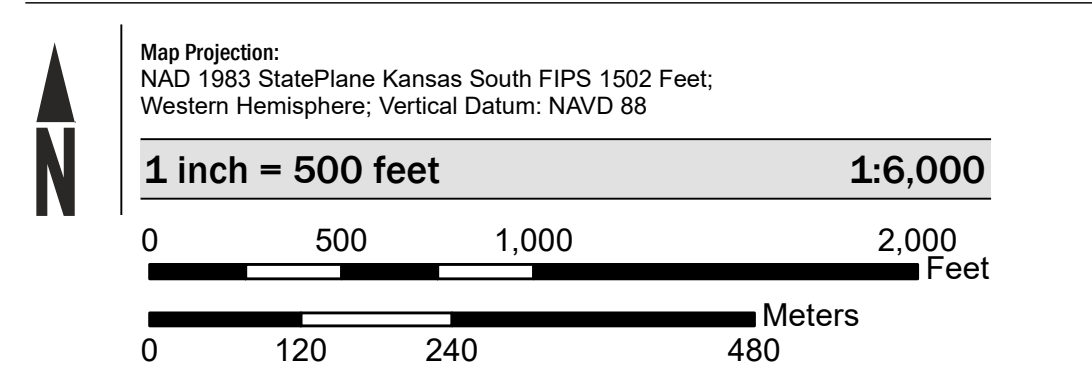 N
Map Projection:
NAD 1983 StatePlane Kansas South FIPS 1502 Feet;
Western Hemisphere; Vertical Datum: NAVD 88
1 inch = 500 feet 1:6,000
0 500 1,000 2,000
Feet
Meters
0 120 240 480